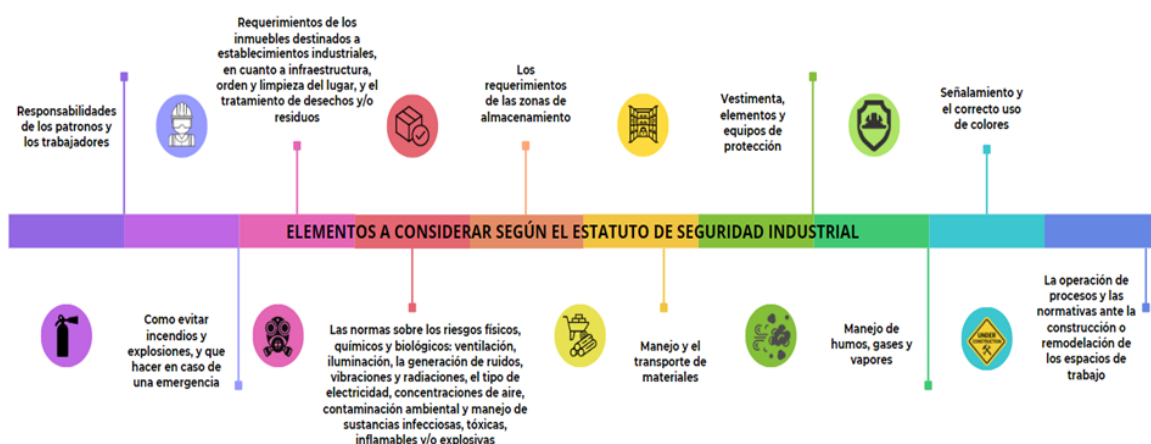 Responsabilidades
de los patronos y
los trabajadores
Requerimientos de los
inmuebles destinados a
establecimientos industriales,
en cuanto a infraestructura,
orden y limpieza del lugar, y el
tratamiento de desechos y/o
residuos
Los
requerimientos
de las zonas de
almacenamiento
Vestimenta,
elementos y
equipos de
protección
Señalamiento y
el correcto uso
de colores
ELEMENTOS A CONSIDERAR SEGÚN EL ESTATUTO DE SEGURIDAD INDUSTRIAL
Como evitar
incendios y
explosiones, y que
hacer en caso de
una emergencia
Las normas sobre los riesgos físicos,
químicos y biológicos: ventilación,
iluminación, la generación de ruidos,
vibraciones y radiaciones, el tipo de
electricidad, concentraciones de aire,
contaminación ambiental y manejo de
sustancias infecciosas, tóxicas,
inflamables y/o explosivas
Manejo y el
transporte de
materiales
Manejo de
humos, gases y
vapores
UNDER
CONSTRUCTION
La operación de
procesos y las
normativas ante la
construcción o
remodelación de
los espacios de
trabajo